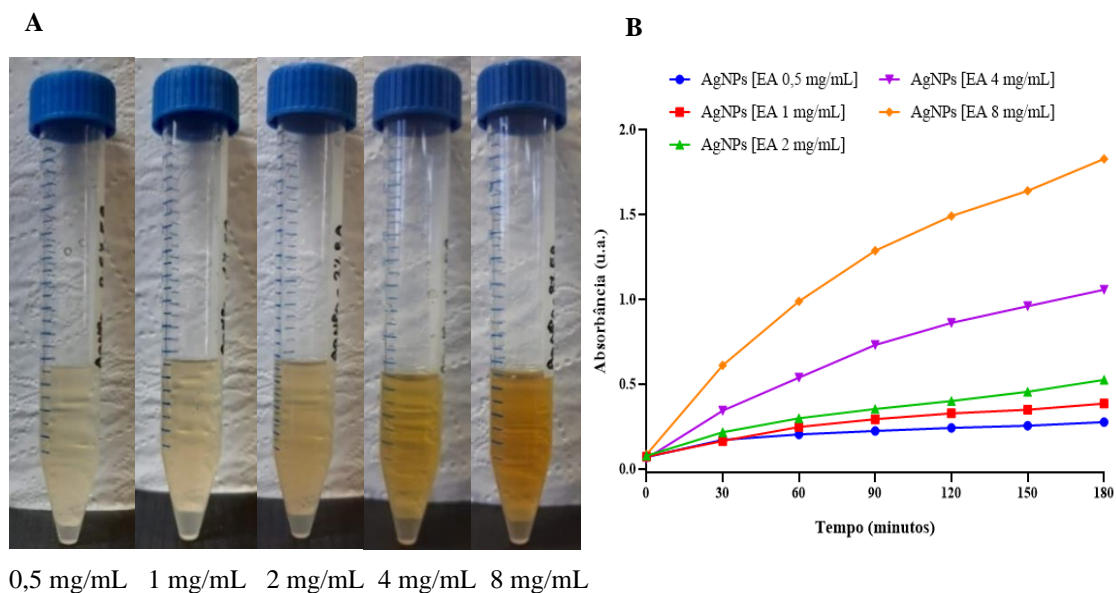 A
B
AgNPs [EA 0,5 mg/mL]
AgNPs [EA 4 mg/mL]
AgNPs [EA 1 mg/mL]
AgNPs [EA 8 mg/mL]
AgNPs [EA 2 mg/mL]
2.0
1.5
1.0
0.5
0.0
Absorbância (u.a.)
0 30 60 90 120 150 180
Tempo (minutos)
0,5 mg/mL 1 mg/mL 2 mg/mL 4 mg/mL 8 mg/mL